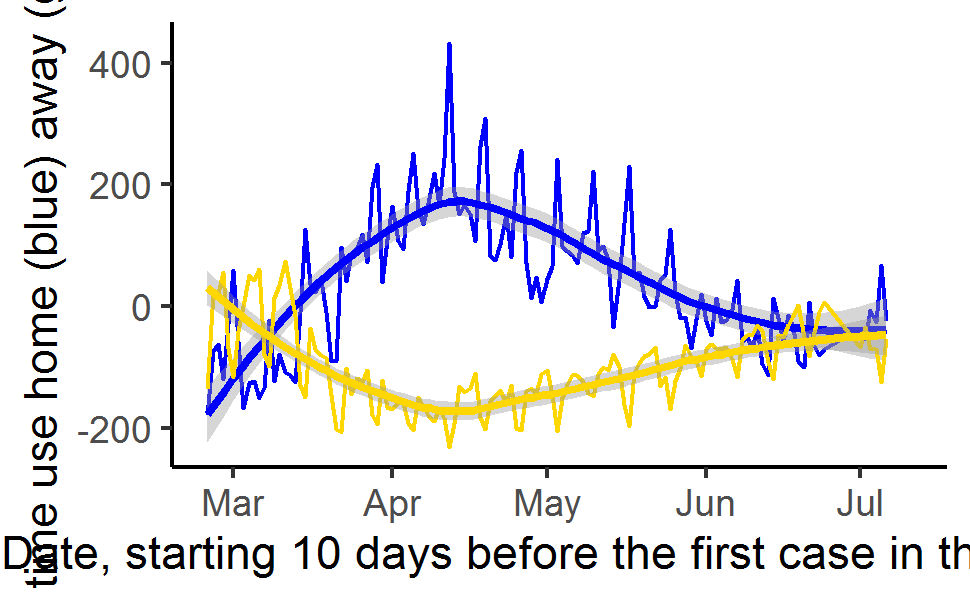 time use home (blue) away (
400
200
0
-200
Mar Apr May Jun Jul
Date, starting 10 days before the first case in th